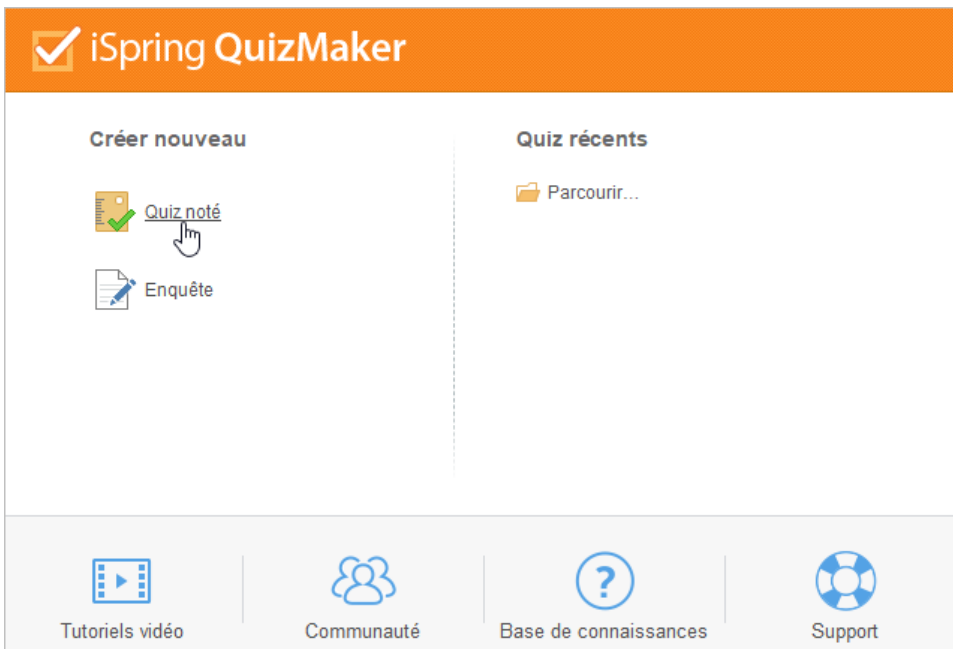 iSpring QuizMaker
Créer nouveau
Quiz noté
Enquête
Quiz récents
Parcourir...
Tutoriels vidéo
Communauté
Base de connaissances
Support